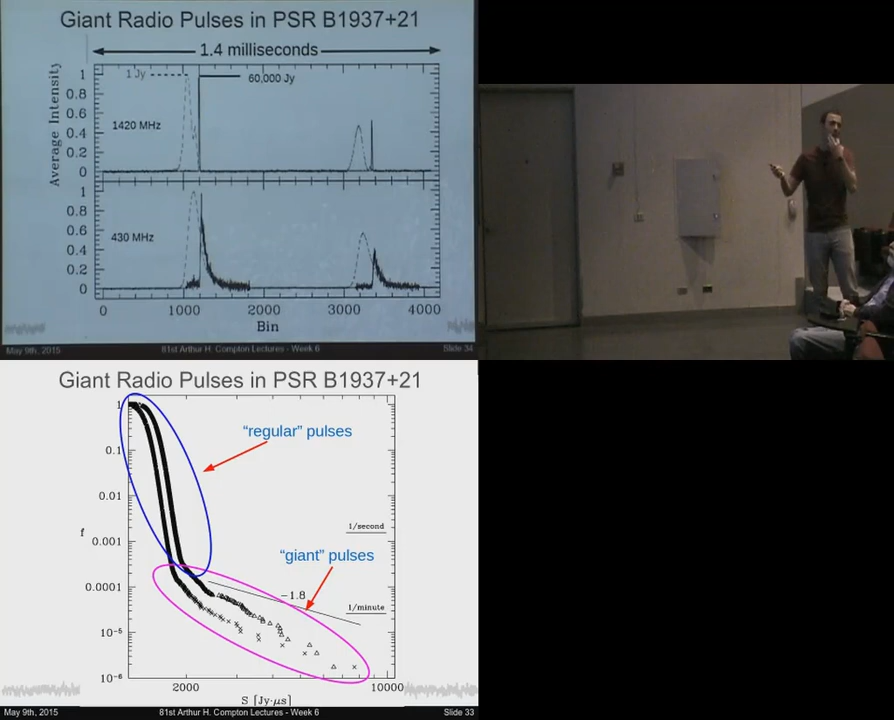 Giant Radio Pulses in PSR B1937+21
1.4 milliseconds
1 Jy
60,000 Jy
1420 MHz
Average Intensity
1
0.8
0.6
0.4
0.2
0
430 MHz
1
0.8
0.6
0.4
0.2
0
0 1000 2000 3000 4000
Bin
May 9th, 2015 81st Arthur H. Compton Lectures - Week 6 Slide 34
Giant Radio Pulses in PSR B1937+21
1
"regular" pulses
0.1
0.01
1/second
f
0.001
"giant" pulses
0.0001
−1.8
1/minute
10⁻⁵
10⁻⁶
2000 10000
S [Jy·μs]
May 9th, 2015 81st Arthur H. Compton Lectures - Week 6 Slide 33